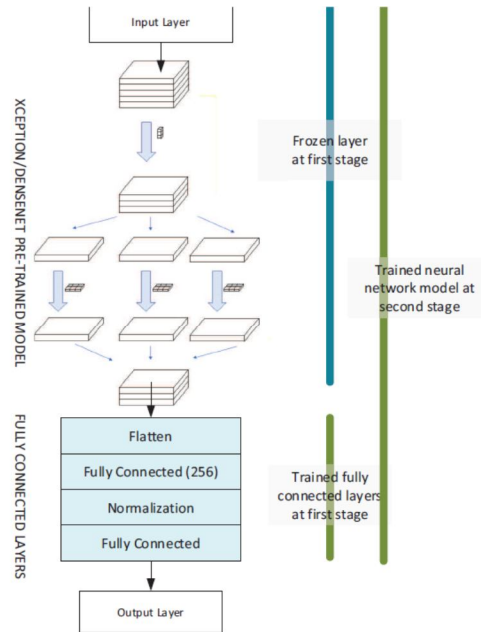 Input Layer
XCEPTION/DENSENET PRE-TRAINED MODEL
Frozen layer
at first stage
Trained neural
network model at
second stage
FULLY CONNECTED LAYERS
Flatten
Fully Connected (256)
Normalization
Fully Connected
Trained fully
connected layers
at first stage
Output Layer